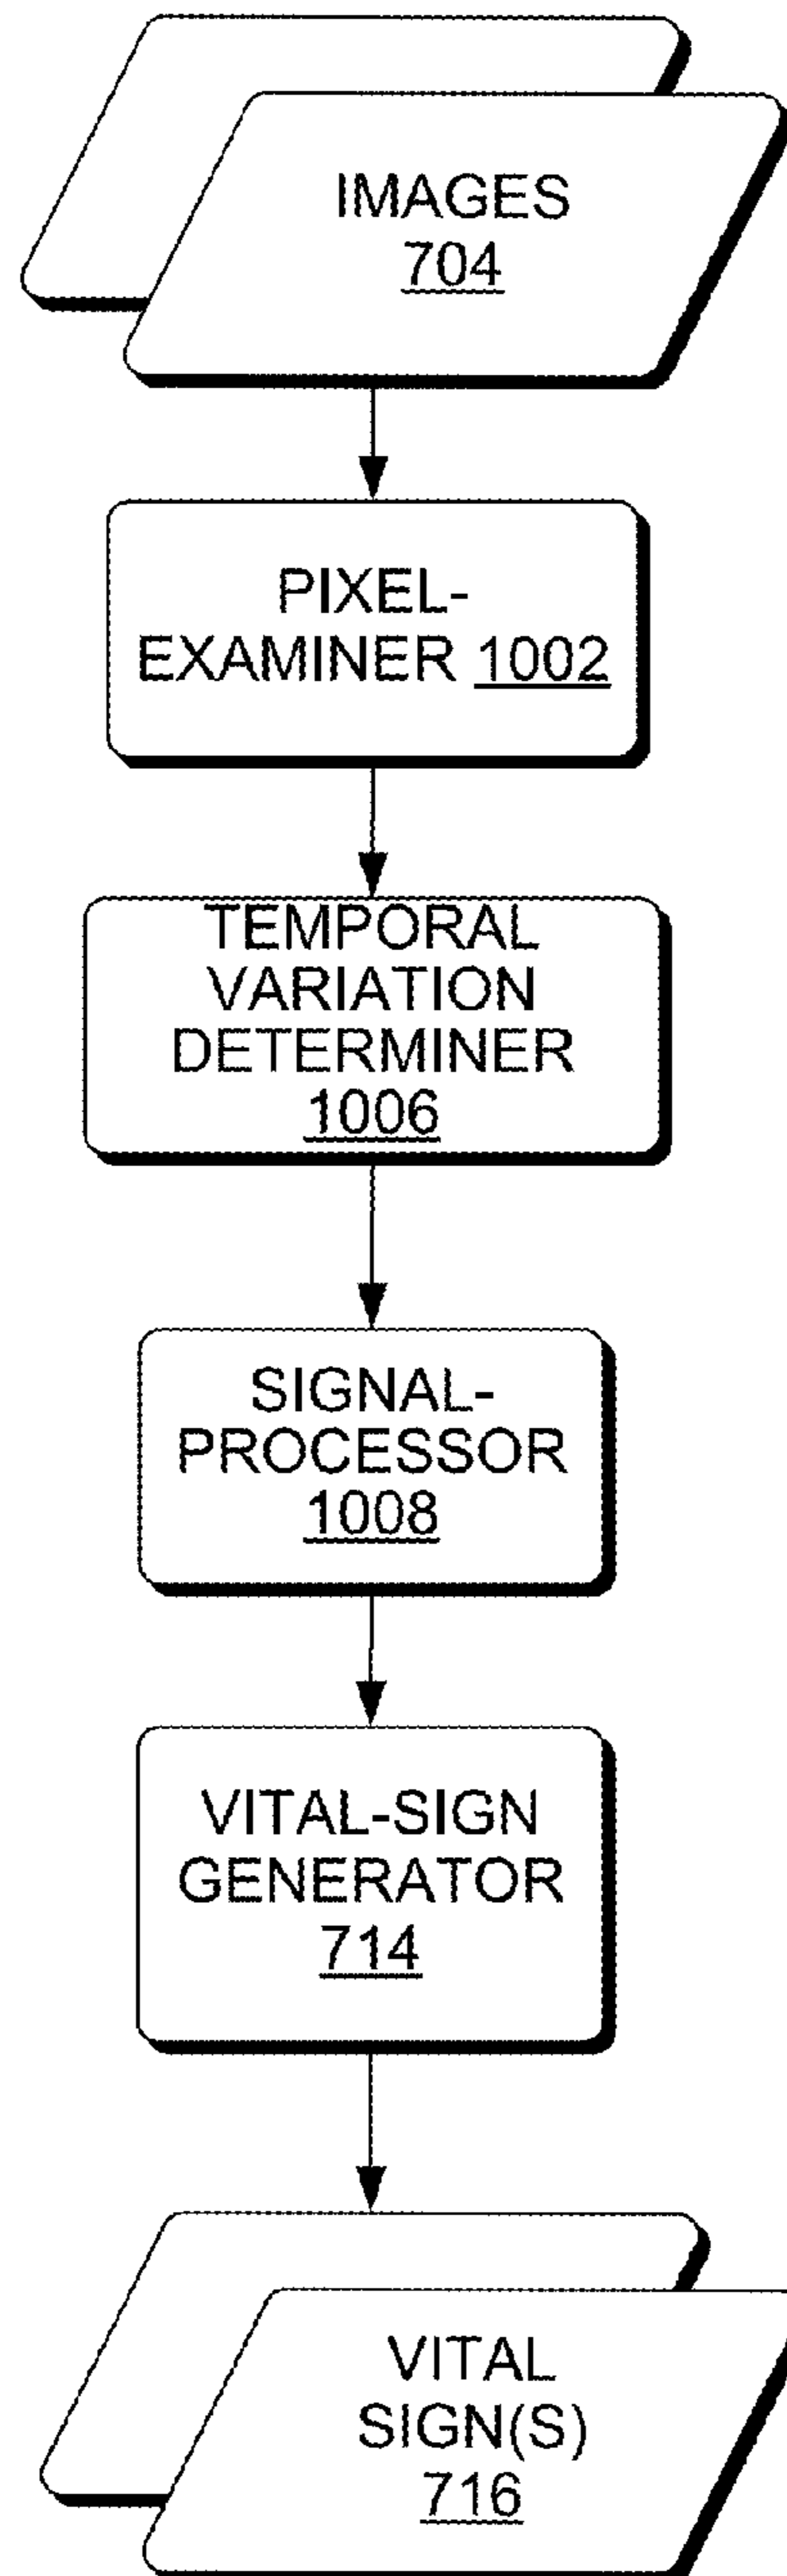 IMAGES
704
PIXEL-
EXAMINER 1002
TEMPORAL
VARIATION
DETERMINER
1006
SIGNAL-
PROCESSOR
1008
VITAL-SIGN
GENERATOR
714
VITAL
SIGN(S)
716